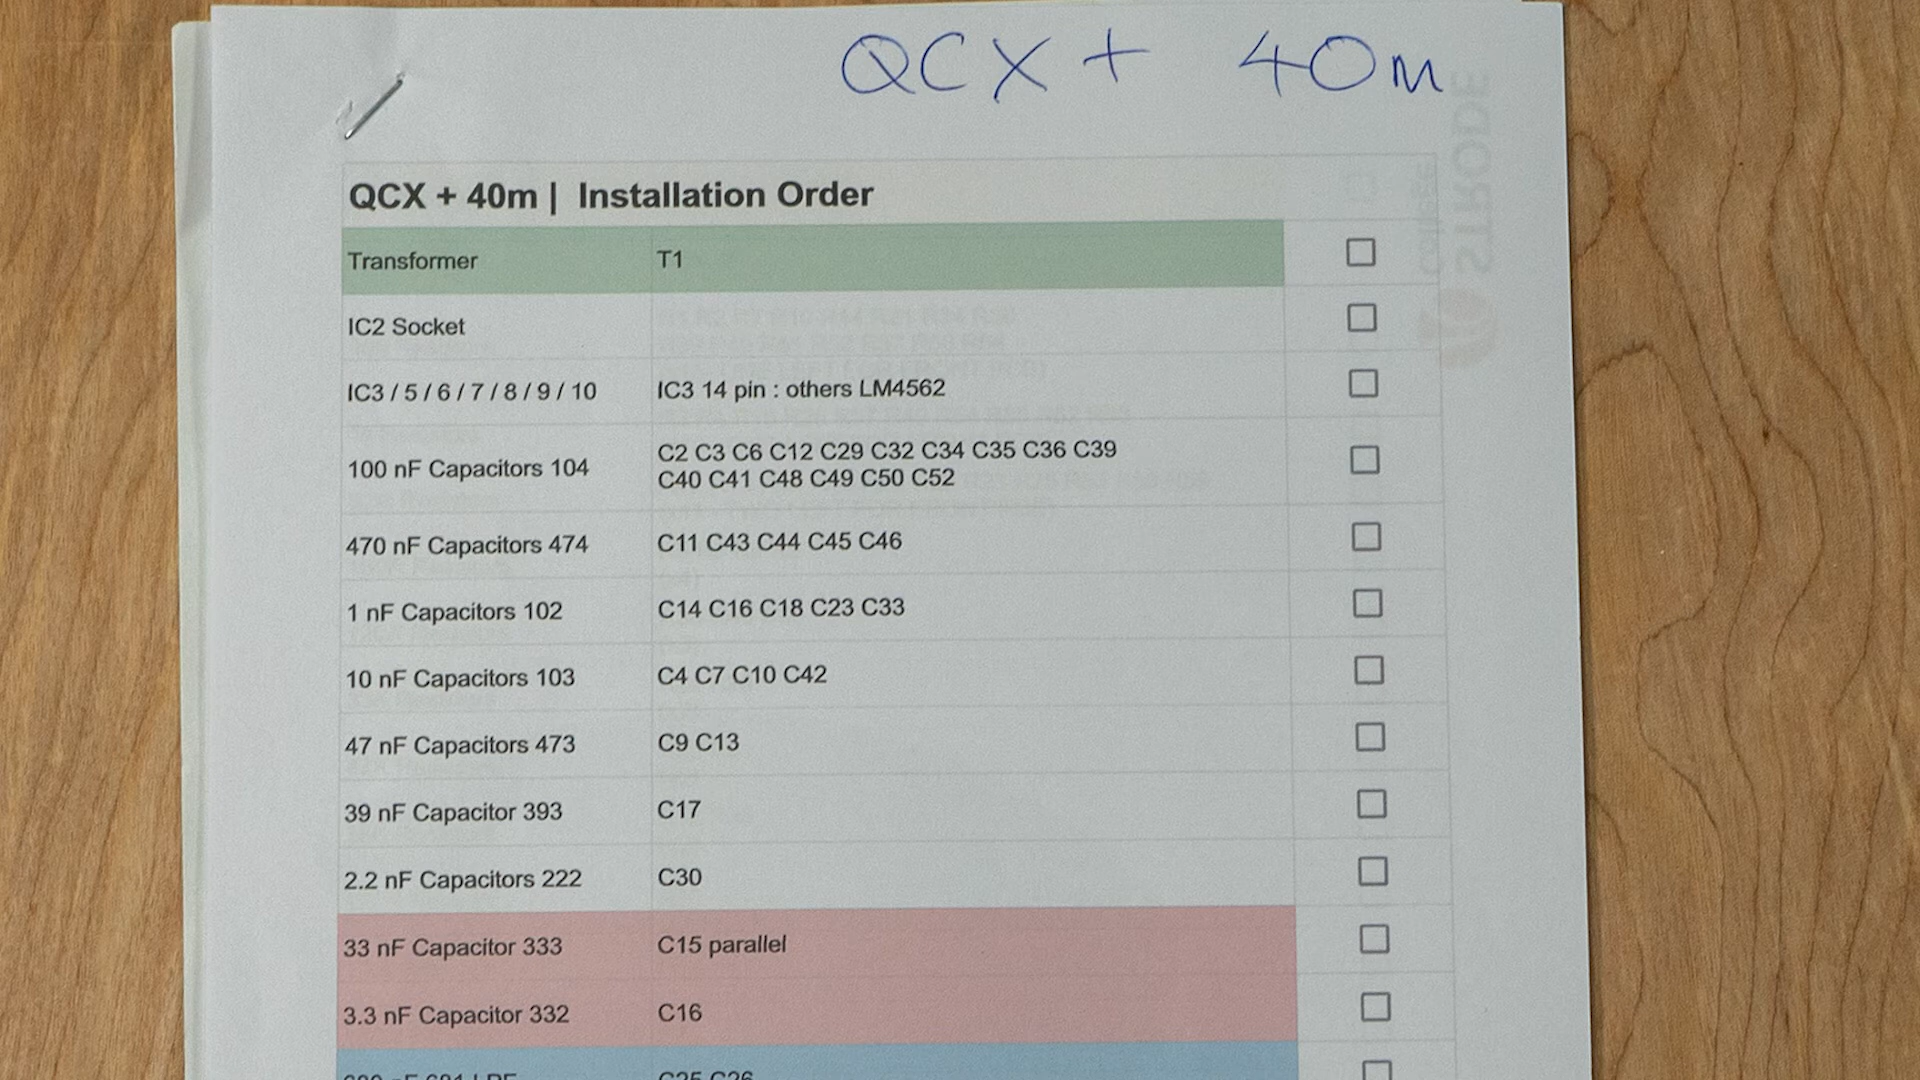 QCX + 40m
QCX + 40m | Installation Order
Transformer T1
IC2 Socket
IC3 / 5 / 6 / 7 / 8 / 9 / 10 IC3 14 pin : others LM4562
100 nF Capacitors 104 C2 C3 C6 C12 C29 C32 C34 C35 C36 C39
C40 C41 C48 C49 C50 C52
470 nF Capacitors 474 C11 C43 C44 C45 C46
1 nF Capacitors 102 C14 C16 C18 C23 C33
10 nF Capacitors 103 C4 C7 C10 C42
47 nF Capacitors 473 C9 C13
39 nF Capacitor 393 C17
2.2 nF Capacitors 222 C30
33 nF Capacitor 333 C15 parallel
3.3 nF Capacitor 332 C16
C25 C26
STRODE
College